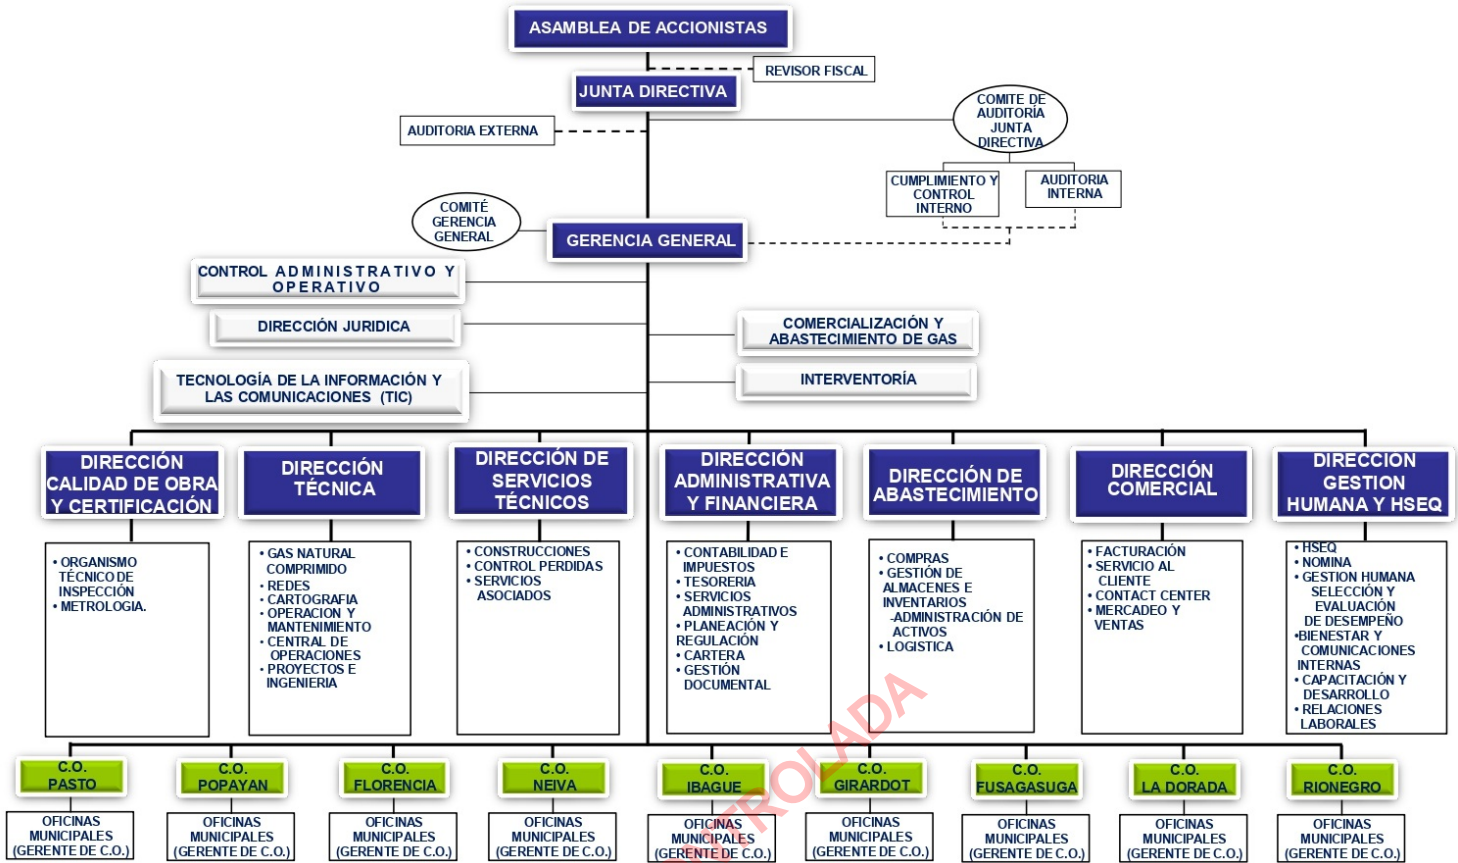 ASAMBLEA DE ACCIONISTAS
REVISOR FISCAL
JUNTA DIRECTIVA
COMITE DE
AUDITORÍA
JUNTA
DIRECTIVA
AUDITORIA EXTERNA
CUMPLIMIENTO Y
CONTROL
INTERNO
AUDITORIA
INTERNA
COMITÉ
GERENCIA
GENERAL
GERENCIA GENERAL
CONTROL ADMINISTRATIVO Y
OPERATIVO
DIRECCIÓN JURIDICA
COMERCIALIZACIÓN Y
ABASTECIMIENTO DE GAS
TECNOLOGÍA DE LA INFORMACIÓN Y
LAS COMUNICACIONES (TIC)
INTERVENTORÍA
DIRECCIÓN
CALIDAD DE OBRA
Y CERTIFICACIÓN
DIRECCIÓN
TÉCNICA
DIRECCIÓN DE
SERVICIOS
TÉCNICOS
DIRECCIÓN
ADMINISTRATIVA
Y FINANCIERA
DIRECCIÓN DE
ABASTECIMIENTO
DIRECCIÓN
COMERCIAL
DIRECCION
GESTION
HUMANA Y HSEQ
• ORGANISMO
TÉCNICO DE
INSPECCIÓN
• METROLOGIA.
• GAS NATURAL
COMPRIMIDO
• REDES
• CARTOGRAFIA
• OPERACION Y
MANTENIMIENTO
• CENTRAL DE
OPERACIONES
• PROYECTOS E
INGENIERIA
• CONSTRUCCIONES
• CONTROL PERDIDAS
• SERVICIOS
ASOCIADOS
• CONTABILIDAD E
IMPUESTOS
• TESORERIA
• SERVICIOS
ADMINISTRATIVOS
• PLANEACIÓN Y
REGULACIÓN
• CARTERA
• GESTIÓN
DOCUMENTAL
• COMPRAS
• GESTIÓN DE
ALMACENES E
INVENTARIOS
-ADMINISTRACIÓN DE
ACTIVOS
• LOGISTICA
• FACTURACIÓN
• SERVICIO AL
CLIENTE
• CONTACT CENTER
• MERCADEO Y
VENTAS
• HSEQ
• NOMINA
• GESTION HUMANA
SELECCIÓN Y
EVALUACIÓN
DE DESEMPEÑO
•BIENESTAR Y
COMUNICACIONES
INTERNAS
• CAPACITACIÓN Y
DESARROLLO
• RELACIONES
LABORALES
C.O.
PASTO
C.O.
POPAYAN
C.O.
FLORENCIA
C.O.
NEIVA
C.O.
IBAGUE
C.O.
GIRARDOT
C.O.
FUSAGASUGA
C.O.
LA DORADA
C.O.
RIONEGRO
OFICINAS
MUNICIPALES
(GERENTE DE C.O.)
OFICINAS
MUNICIPALES
(GERENTE DE C.O.)
OFICINAS
MUNICIPALES
(GERENTE DE C.O.)
OFICINAS
MUNICIPALES
(GERENTE DE C.O.)
OFICINAS
MUNICIPALES
(GERENTE DE C.O.)
OFICINAS
MUNICIPALES
(GERENTE DE C.O.)
OFICINAS
MUNICIPALES
(GERENTE DE C.O.)
OFICINAS
MUNICIPALES
(GERENTE DE C.O.)
OFICINAS
MUNICIPALES
(GERENTE DE C.O.)